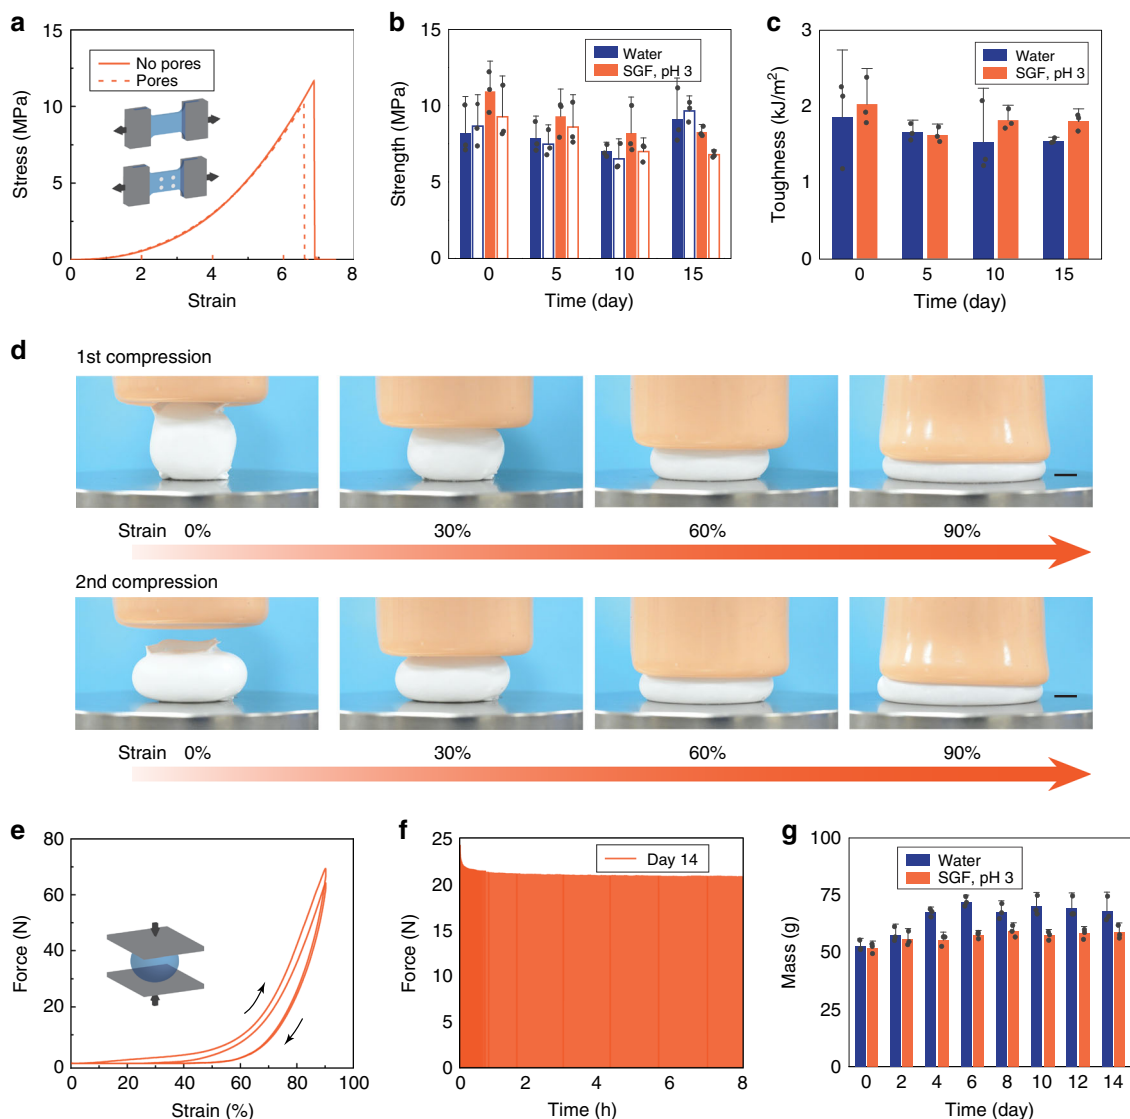 a
15
10
5
0
Stress (MPa)
No pores
Pores
0 2 4 6 8
Strain
b
15
10
5
0
Strength (MPa)
Water
SGF, pH 3
0 5 10 15
Time (day)
c
3
2
1
0
Toughness (kJ/m²)
Water
SGF, pH 3
0 5 10 15
Time (day)
d
1st compression
Strain 0% 30% 60% 90%
2nd compression
Strain 0% 30% 60% 90%
e
80
60
40
20
0
Force (N)
0 20 40 60 80 100
Strain (%)
f
25
20
15
10
5
0
Force (N)
Day 14
0 2 4 6 8
Time (h)
g
100
75
50
25
0
Mass (g)
Water
SGF, pH 3
0 2 4 6 8 10 12 14
Time (day)